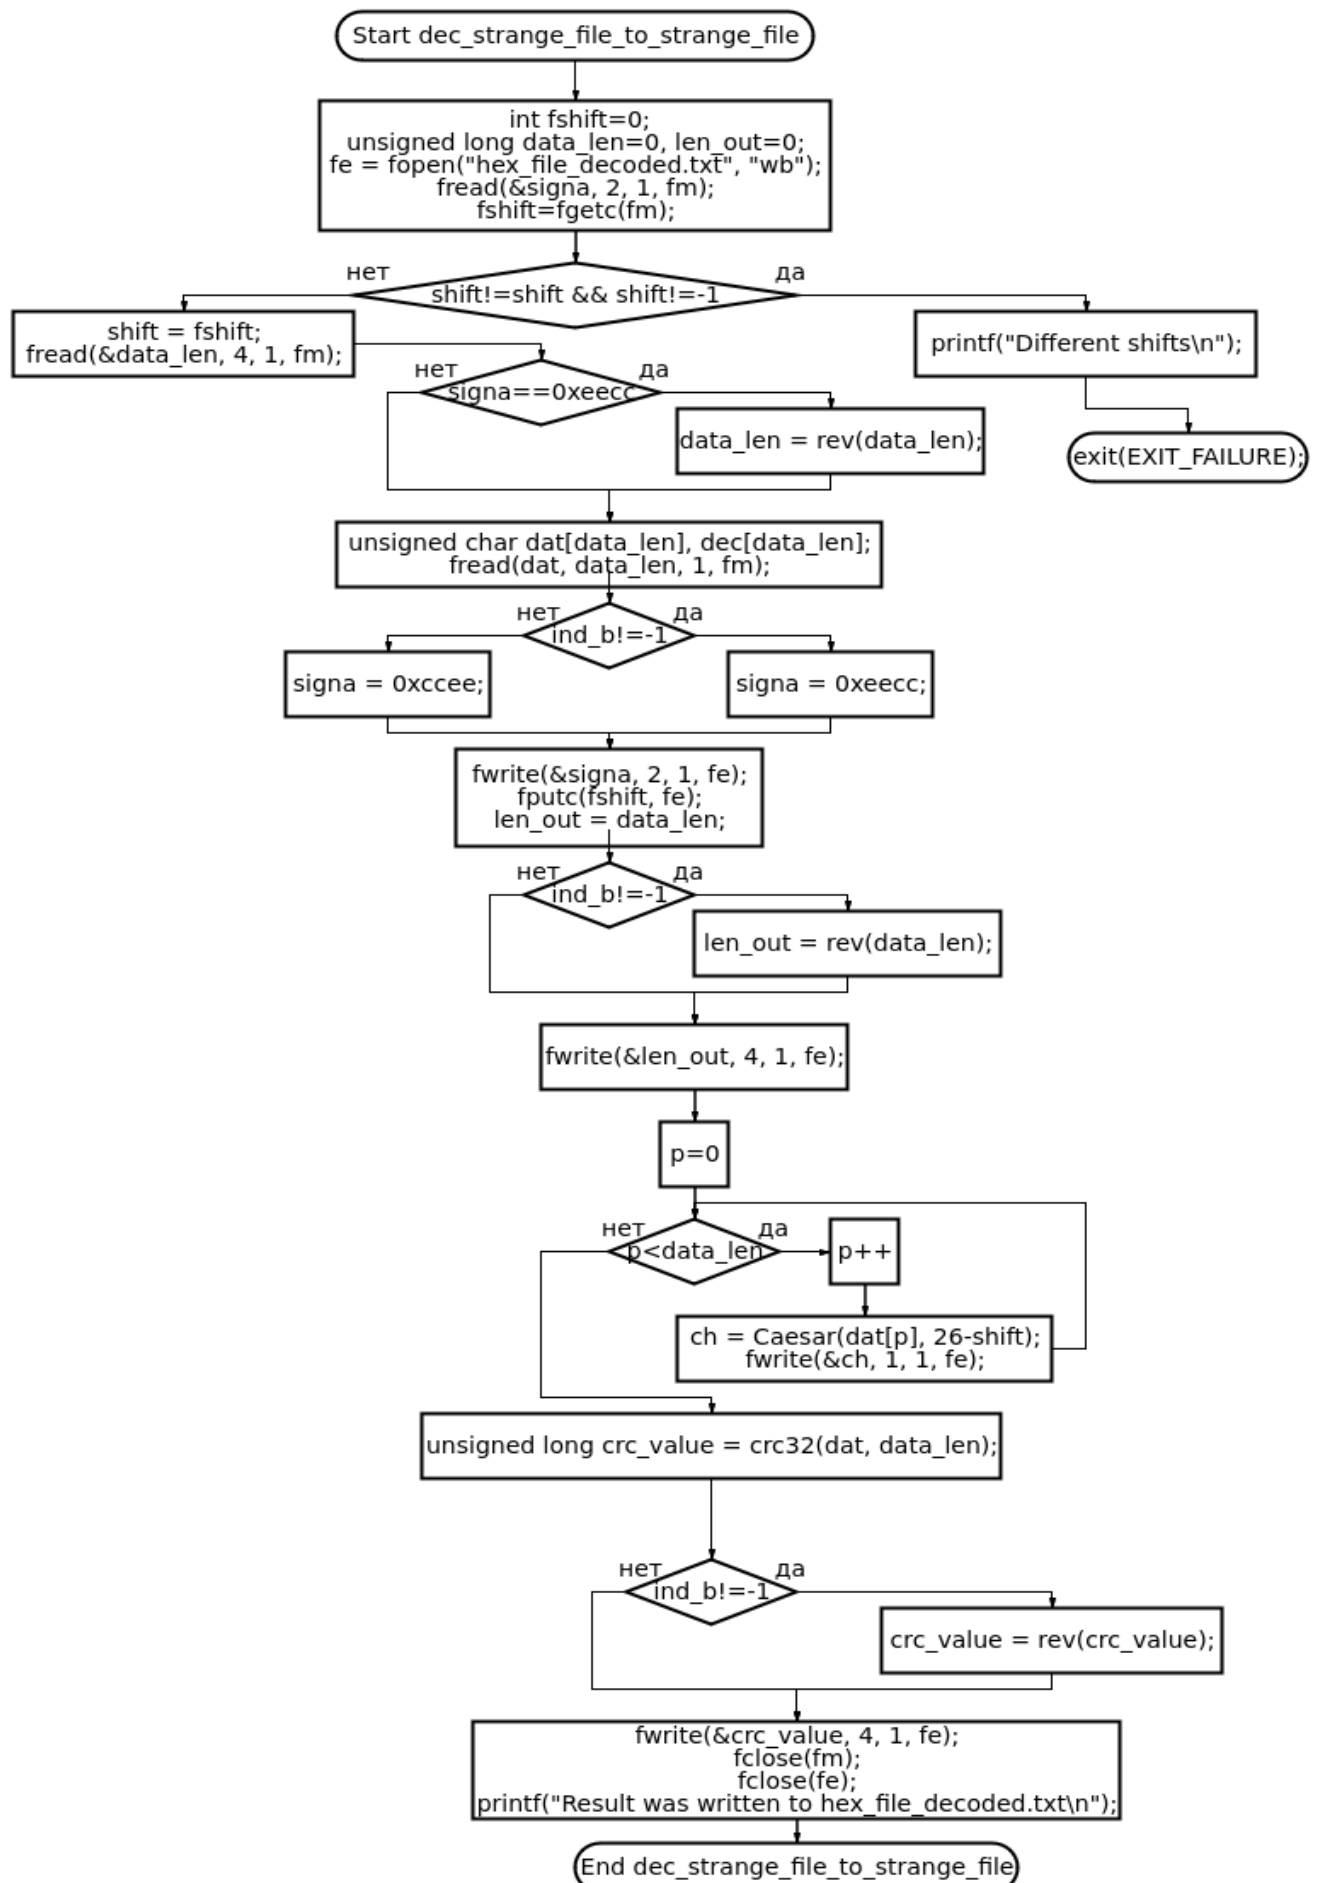 Start dec_strange_file_to_strange_file
int fshift=0;
unsigned long data_len=0, len_out=0;
fe = fopen("hex_file_decoded.txt", "wb");
fread(&signa, 2, 1, fm);
fshift=fgetc(fm);
нет
да
shift!=shift && shift!=-1
shift = fshift;
fread(&data_len, 4, 1, fm);
printf("Different shifts\n");
нет
да
signa==0xeecc
data_len = rev(data_len);
exit(EXIT_FAILURE);
unsigned char dat[data_len], dec[data_len];
fread(dat, data_len, 1, fm);
нет
да
ind_b!=-1
signa = 0xccee;
signa = 0xeecc;
fwrite(&signa, 2, 1, fe);
fputc(fshift, fe);
len_out = data_len;
нет
да
ind_b!=-1
len_out = rev(data_len);
fwrite(&len_out, 4, 1, fe);
p=0
нет
да
p<data_len
p++
ch = Caesar(dat[p], 26-shift);
fwrite(&ch, 1, 1, fe);
unsigned long crc_value = crc32(dat, data_len);
нет
да
ind_b!=-1
crc_value = rev(crc_value);
fwrite(&crc_value, 4, 1, fe);
fclose(fm);
fclose(fe);
printf("Result was written to hex_file_decoded.txt\n");
End dec_strange_file_to_strange_file